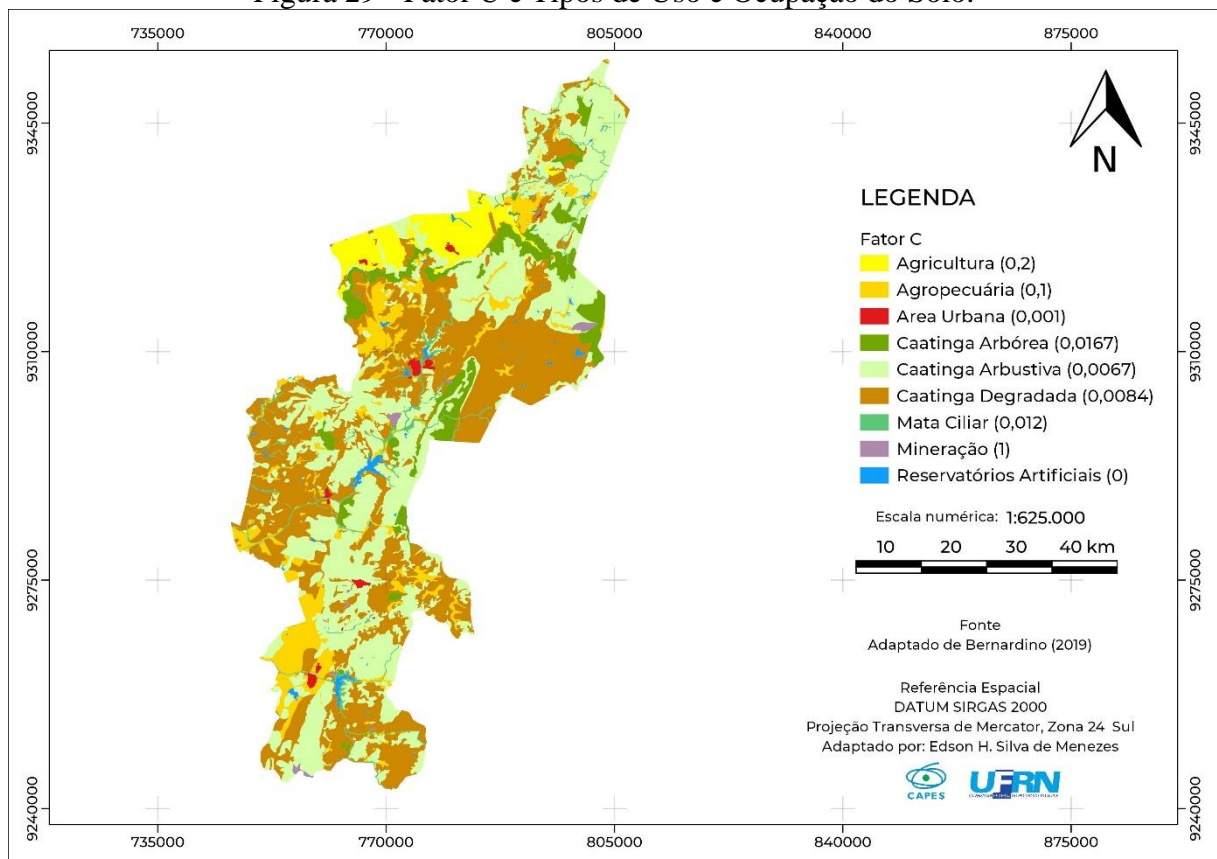 Figura 29 - Fator C e Tipos de Uso e Ocupação do Solo.
735000 770000 805000 840000 875000
9345000 9345000
N
LEGENDA
Fator C
Agricultura (0,2)
Agropecuária (0,1)
Area Urbana (0,001)
Caatinga Arbórea (0,0167)
9310000 9310000
Caatinga Arbustiva (0,0067)
Caatinga Degradada (0,0084)
Mata Ciliar (0,012)
Mineração (1)
Reservatórios Artificiais (0)
Escala numérica: 1:625.000
10 20 30 40 km
9275000 9275000
Fonte
Adaptado de Bernardino (2019)
Referência Espacial
DATUM SIRGAS 2000
Projeção Transversa de Mercator, Zona 24 Sul
Adaptado por: Edson H. Silva de Menezes
CAPES UFRN
9240000 9240000
735000 770000 805000 840000 875000